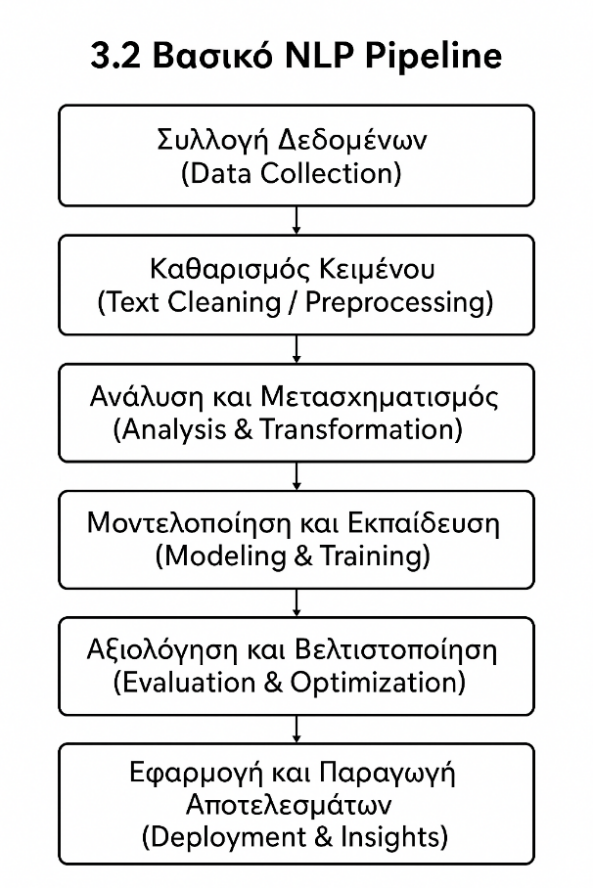 3.2 Βασικό NLP Pipeline
Συλλογή Δεδομένων
(Data Collection)
Καθαρισμός Κειμένου
(Text Cleaning / Preprocessing)
Ανάλυση και Μετασχηματισμός
(Analysis & Transformation)
Μοντελοποίηση και Εκπαίδευση
(Modeling & Training)
Αξιολόγηση και Βελτιστοποίηση
(Evaluation & Optimization)
Εφαρμογή και Παραγωγή
Αποτελεσμάτων
(Deployment & Insights)